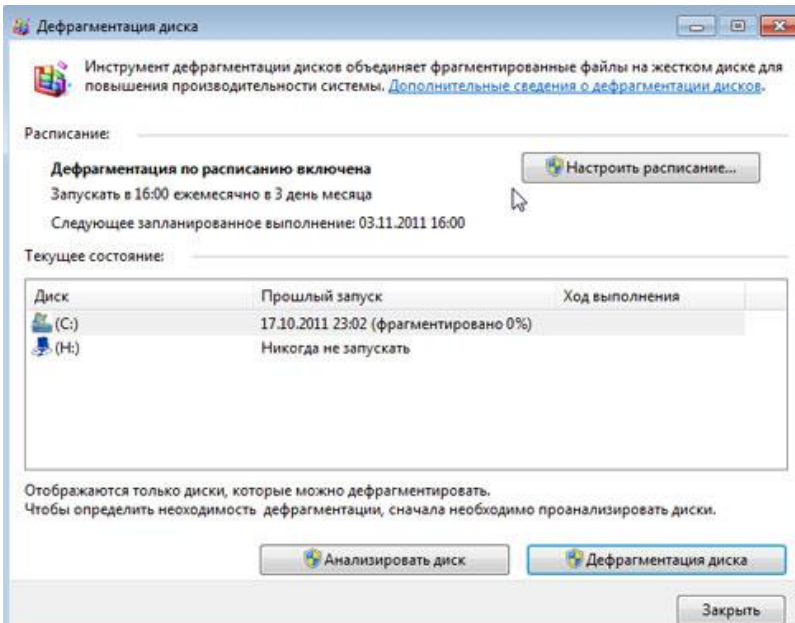 Дефрагментация диска
Инструмент дефрагментации дисков объединяет фрагментированные файлы на жестком диске для
повышения производительности системы. Дополнительные сведения о дефрагментации дисков.
Расписание:
Дефрагментация по расписанию включена
Настроить расписание...
Запускать в 16:00 ежемесячно в 3 день месяца
Следующее запланированное выполнение: 03.11.2011 16:00
Текущее состояние:
Диск Прошлый запуск Ход выполнения
(C:) 17.10.2011 23:02 (фрагментировано 0%)
(H:) Никогда не запускать
Отображаются только диски, которые можно дефрагментировать.
Чтобы определить неоходимость дефрагментации, сначала необходимо проанализировать диски.
Анализировать диск Дефрагментация диска
Закрыть